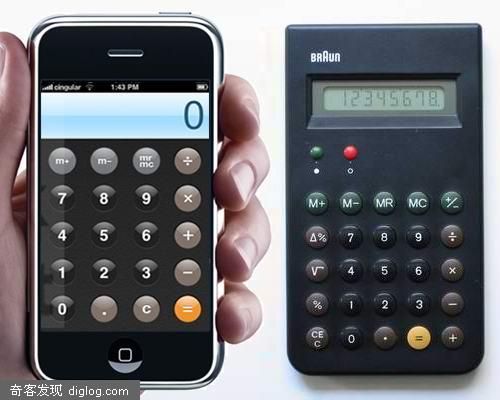 cingular 1:43 PM
0
m+ m− mr mc ÷
7 8 9 ×
4 5 6 +
1 2 3 −
0 . c =
BRAUN
12345678.
M+ M− MR MC +/−
Δ% 7 8 9 ÷
√ 4 5 6 ×
% 1 2 3 −
CE C 0 · = +
奇客发现 diglog.com